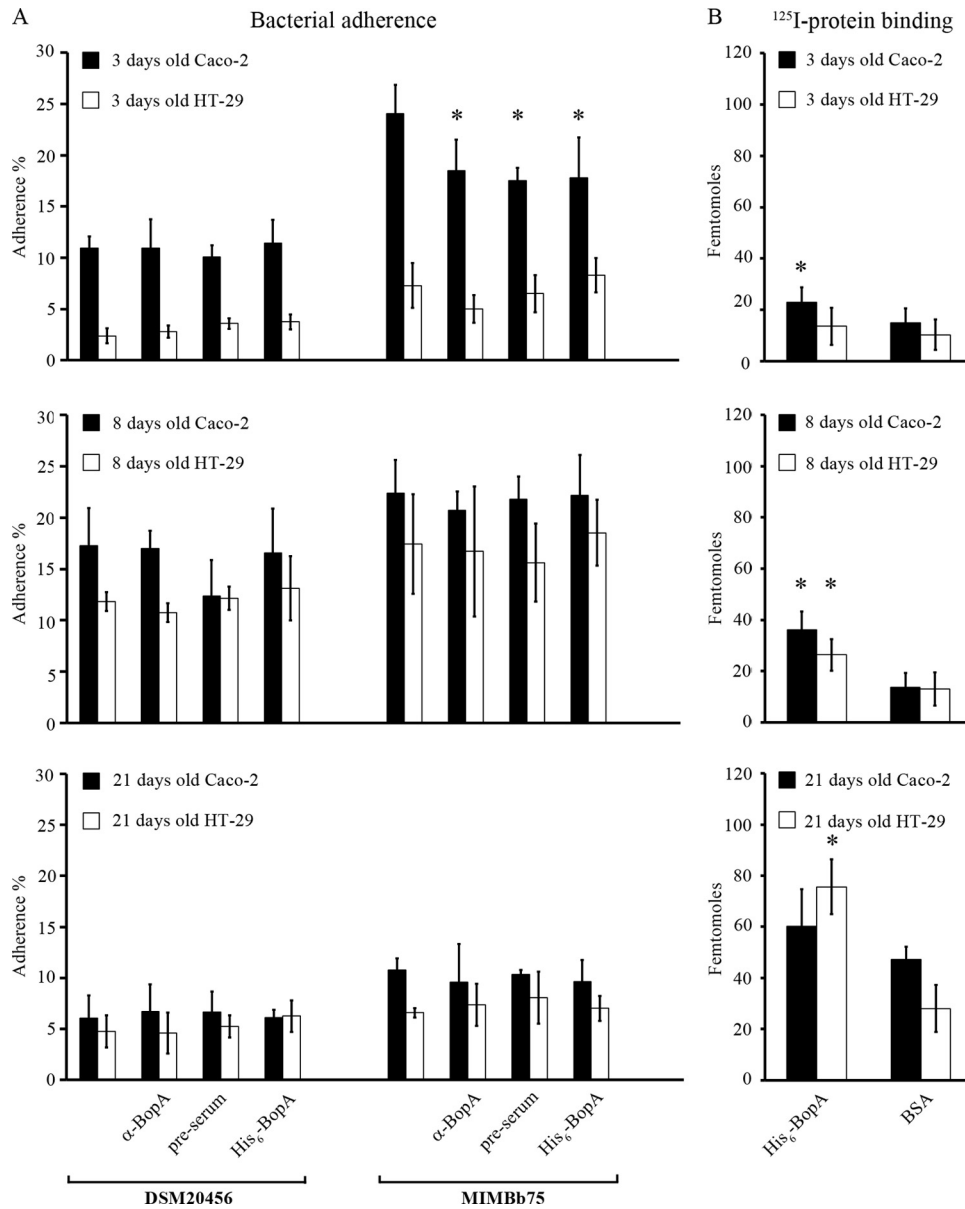 A
Bacterial adherence
30
25
20
15
10
5
0
Adherence %
3 days old Caco-2
3 days old HT-29
* * *
30
25
20
15
10
5
0
Adherence %
8 days old Caco-2
8 days old HT-29
30
25
20
15
10
5
0
Adherence %
21 days old Caco-2
21 days old HT-29
α-BopA
pre-serum
His₆-BopA
α-BopA
pre-serum
His₆-BopA
DSM20456
MIMBb75
B
¹²⁵I-protein binding
120
100
80
60
40
20
0
Femtomoles
3 days old Caco-2
3 days old HT-29
*
120
100
80
60
40
20
0
Femtomoles
8 days old Caco-2
8 days old HT-29
* *
120
100
80
60
40
20
0
Femtomoles
21 days old Caco-2
21 days old HT-29
*
His₆-BopA
BSA